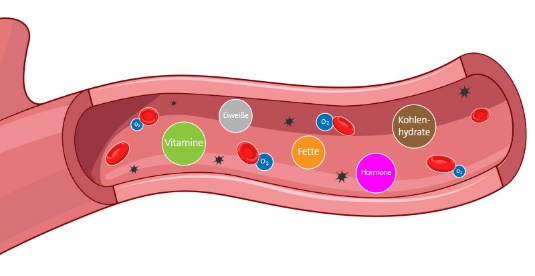 Eiweiße
O₂
O₂
Kohlen-
hydrate
Vitamine
Fette
O₂
Hormone
O₂